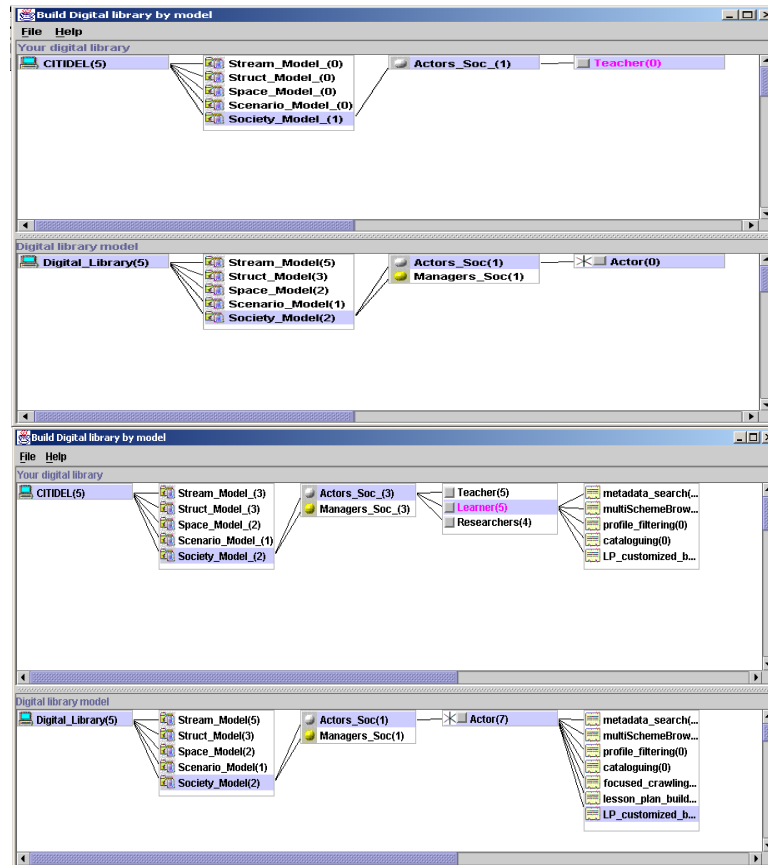 Build Digital library by model
File Help
Your digital library
CITIDEL(5)
Stream_Model_(0)
Struct_Model_(0)
Space_Model_(0)
Scenario_Model_(0)
Society_Model_(1)
Actors_Soc_(1)
Teacher(0)
Digital library model
Digital_Library(5)
Stream_Model(5)
Struct_Model(3)
Space_Model(2)
Scenario_Model(1)
Society_Model(2)
Actors_Soc(1)
Managers_Soc(1)
Actor(0)
Build Digital library by model
File Help
Your digital library
CITIDEL(5)
Stream_Model_(3)
Struct_Model_(3)
Space_Model_(2)
Scenario_Model_(1)
Society_Model_(2)
Actors_Soc_(3)
Managers_Soc_(3)
Teacher(5)
Learner(5)
Researchers(4)
metadata_search(...
multiSchemeBrow...
profile_filtering(0)
cataloguing(0)
LP_customized_b...
Digital library model
Digital_Library(5)
Stream_Model(5)
Struct_Model(3)
Space_Model(2)
Scenario_Model(1)
Society_Model(2)
Actors_Soc(1)
Managers_Soc(1)
Actor(7)
metadata_search(...
multiSchemeBrow...
profile_filtering(0)
cataloguing(0)
focused_crawling...
lesson_plan_build...
LP_customized_b...